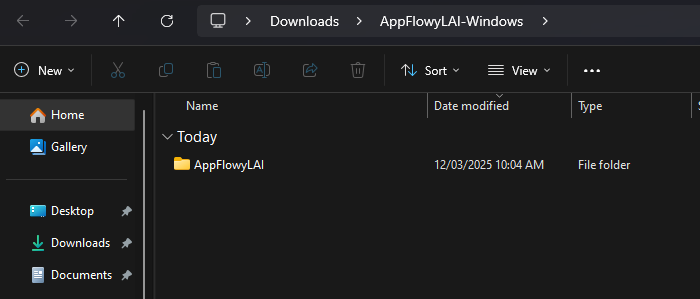 Downloads > AppFlowyLAI-Windows >
New Sort View ...
Home
Gallery
Desktop
Downloads
Documents
Name Date modified Type
Today
AppFlowyLAI 12/03/2025 10:04 AM File folder